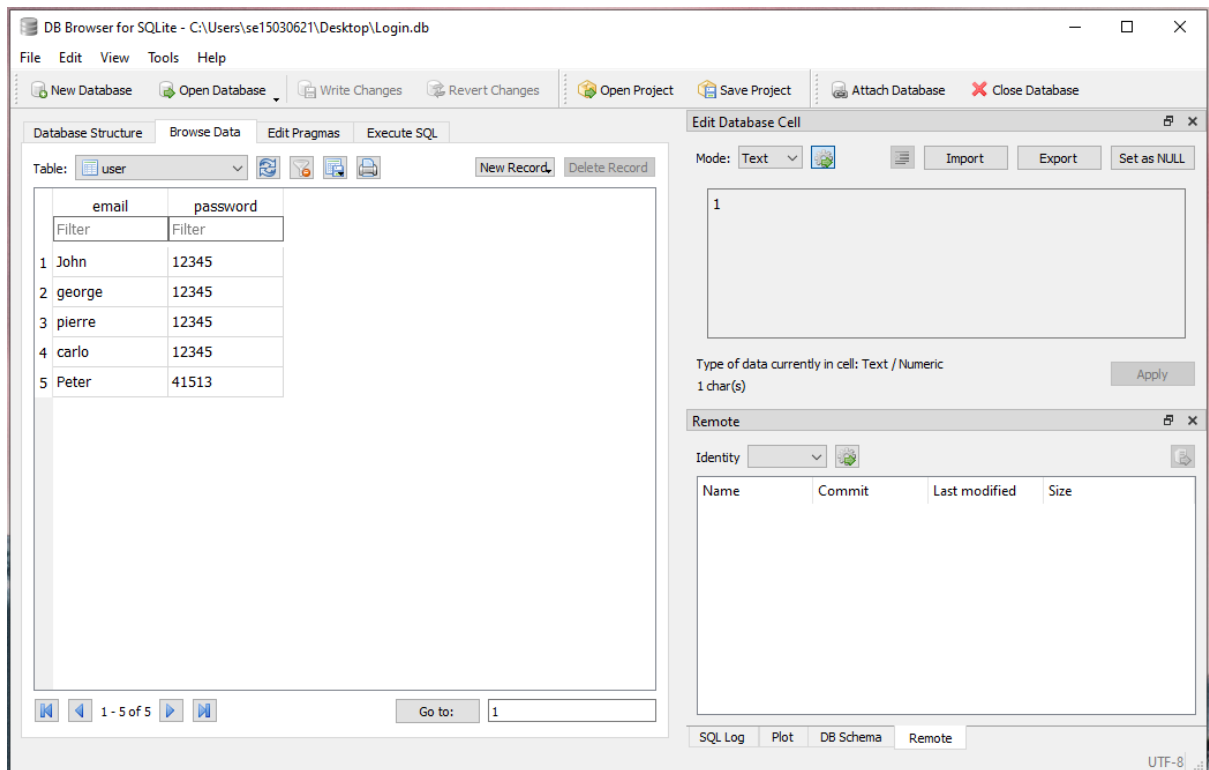 DB Browser for SQLite - C:\Users\se15030621\Desktop\Login.db
File Edit View Tools Help
New Database Open Database Write Changes Revert Changes Open Project Save Project Attach Database Close Database
Database Structure Browse Data Edit Pragmas Execute SQL
Table: user New Record Delete Record
email password
Filter Filter
1 John 12345
2 george 12345
3 pierre 12345
4 carlo 12345
5 Peter 41513
1 - 5 of 5 Go to: 1
Edit Database Cell
Mode: Text Import Export Set as NULL
1
Type of data currently in cell: Text / Numeric
1 char(s)
Apply
Remote
Identity
Name Commit Last modified Size
SQL Log Plot DB Schema Remote
UTF-8